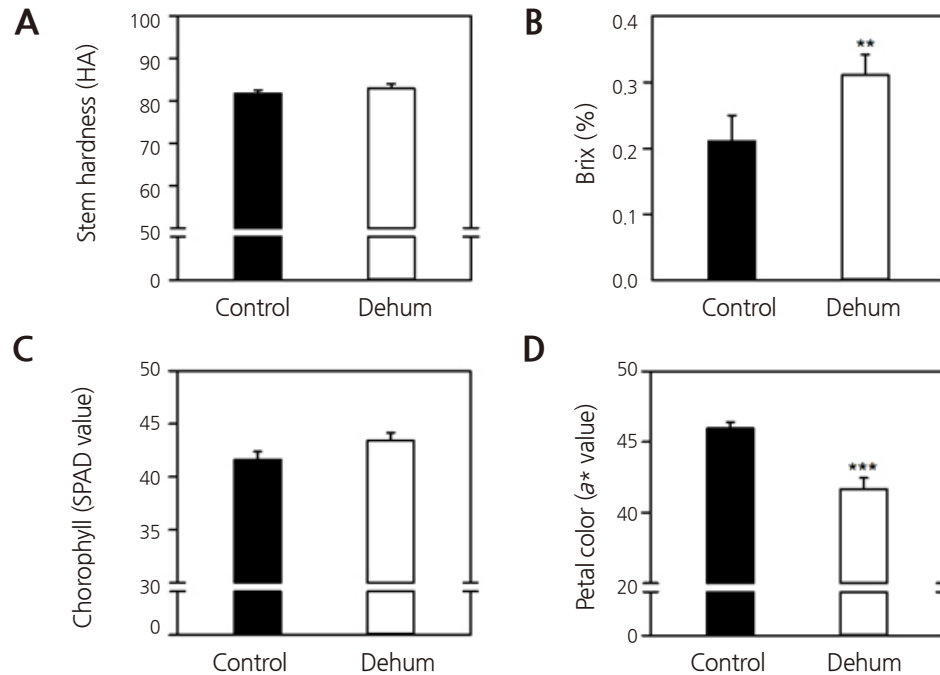 A
Stem hardness (HA)
100
90
80
70
60
50
0
Control
Dehum
B
Brix (%)
0.4
0.3
0.2
0.1
0.0
**
Control
Dehum
C
Chorophyll (SPAD value)
50
45
40
35
30
0
Control
Dehum
D
Petal color (a* value)
50
45
40
20
0
***
Control
Dehum